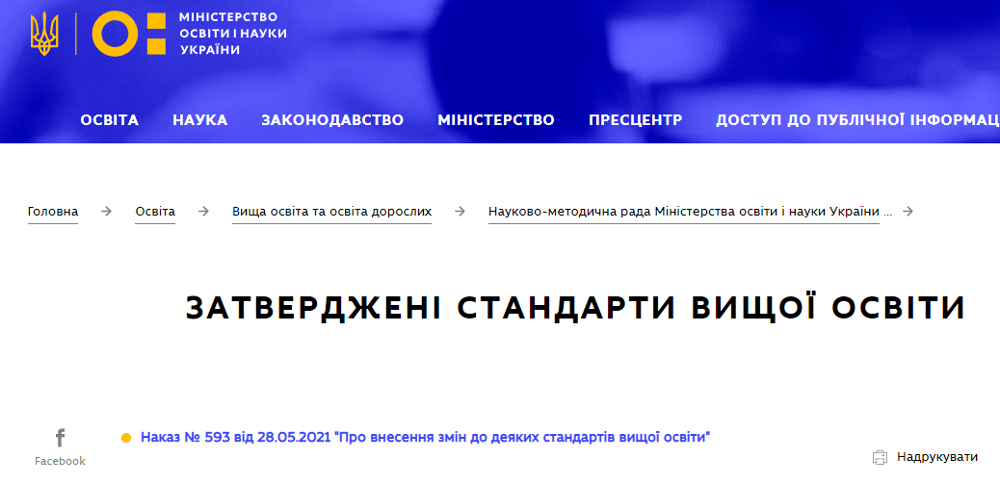 МІНІСТЕРСТВО
ОСВІТИ І НАУКИ
УКРАЇНИ
ОСВІТА НАУКА ЗАКОНОДАВСТВО МІНІСТЕРСТВО ПРЕСЦЕНТР ДОСТУП ДО ПУБЛІЧНОЇ ІНФОРМАЦ
Головна → Освіта → Вища освіта та освіта дорослих → Науково-методична рада Міністерства освіти і науки України ... →
ЗАТВЕРДЖЕНІ СТАНДАРТИ ВИЩОЇ ОСВІТИ
Наказ № 593 від 28.05.2021 "Про внесення змін до деяких стандартів вищої освіти"
Facebook
Надрукувати